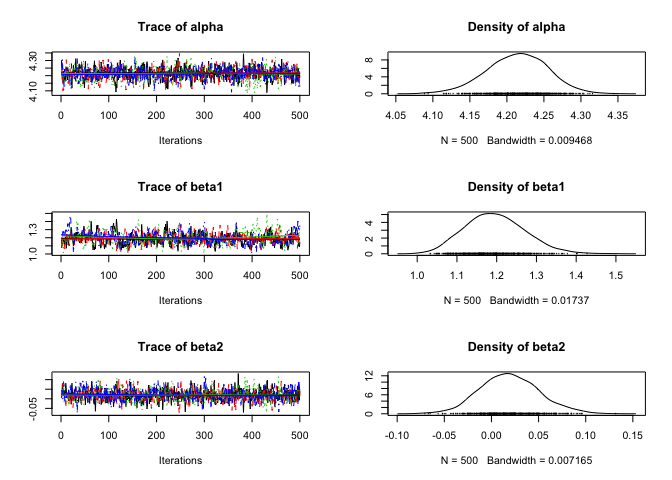 Trace of alpha
4.10 4.30
0 100 200 300 400 500
Iterations
Density of alpha
0 4 8
4.05 4.10 4.15 4.20 4.25 4.30 4.35
N = 500 Bandwidth = 0.009468
Trace of beta1
1.0 1.3
0 100 200 300 400 500
Iterations
Density of beta1
0 2 4
1.0 1.1 1.2 1.3 1.4 1.5
N = 500 Bandwidth = 0.01737
Trace of beta2
-0.05
0 100 200 300 400 500
Iterations
Density of beta2
0 4 8 12
-0.10 -0.05 0.00 0.05 0.10 0.15
N = 500 Bandwidth = 0.007165